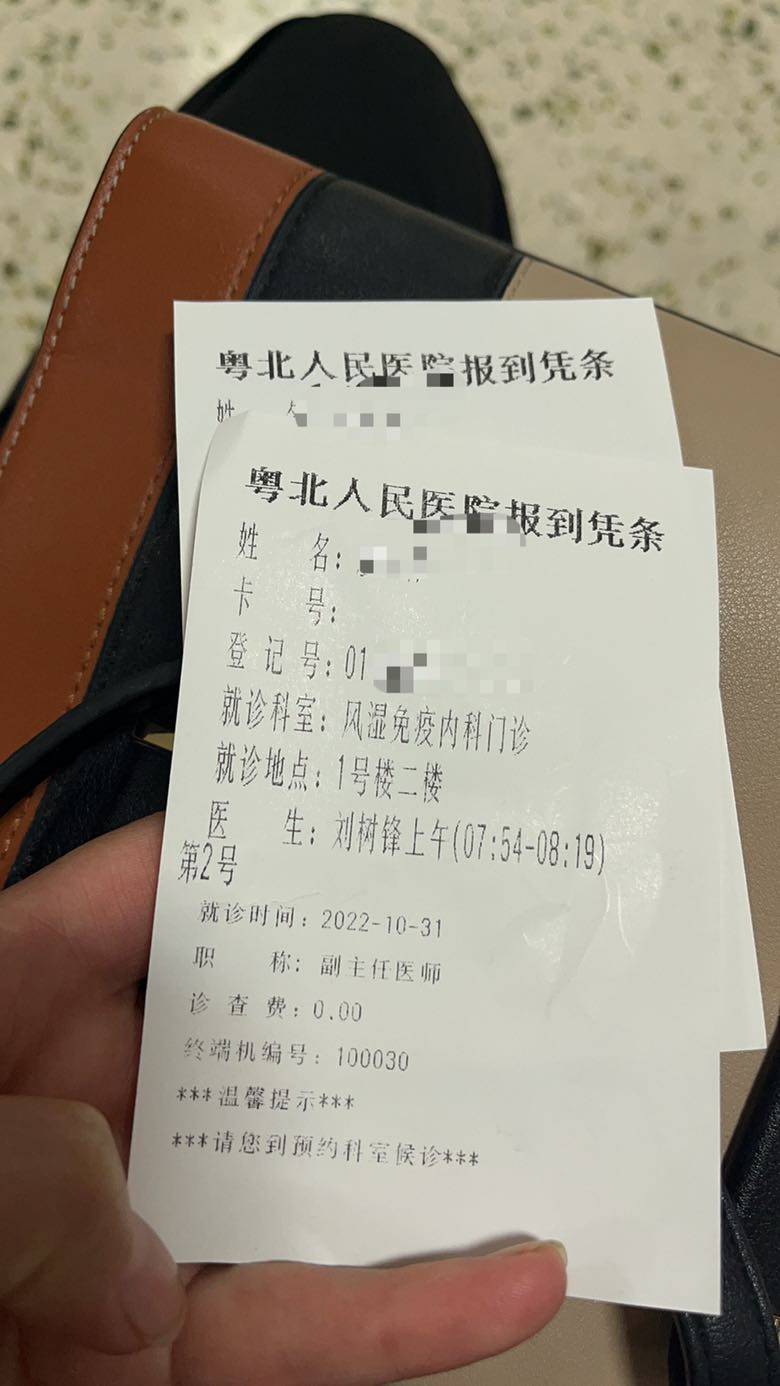 粤北人民医院报到凭条
姓
粤北人民医院报到凭条
姓 名:
卡 号:
登记号:01
就诊科室:风湿免疫内科门诊
就诊地点:1号楼二楼
医 生:刘树锋上午(07:54-08:19)
第2号
就诊时间:2022-10-31
职 称:副主任医师
诊查费:0.00
终端机编号:100030
***温馨提示***
***请您到预约科室候诊***